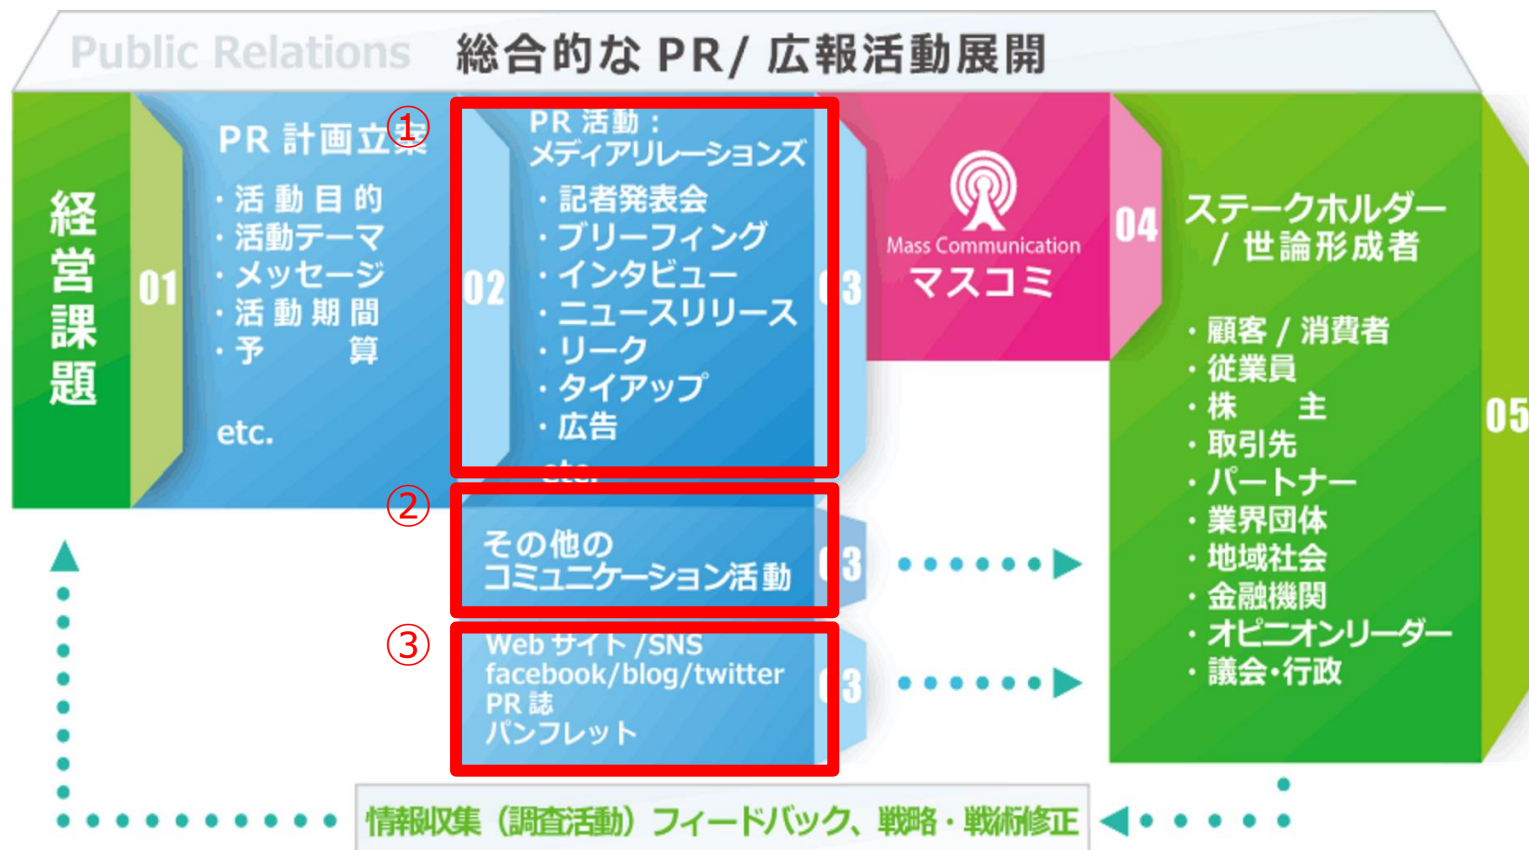 Public Relations 総合的な PR/ 広報活動展開
経営課題
01
PR 計画立案
・活動目的
・活動テーマ
・メッセージ
・活動期間
・予　　算
etc.
①
02
PR 活動：
メディアリレーションズ
・記者発表会
・ブリーフィング
・インタビュー
・ニュースリリース
・リーク
・タイアップ
・広告
etc.
03
②
その他の
コミュニケーション活動
03
③
Web サイト /SNS
facebook/blog/twitter
PR 誌
パンフレット
03
Mass Communication
マスコミ
04
ステークホルダー
/ 世論形成者
・顧客 / 消費者
・従業員
・株　　主
・取引先
・パートナー
・業界団体
・地域社会
・金融機関
・オピニオンリーダー
・議会・行政
05
情報収集（調査活動）フィードバック、戦略・戦術修正